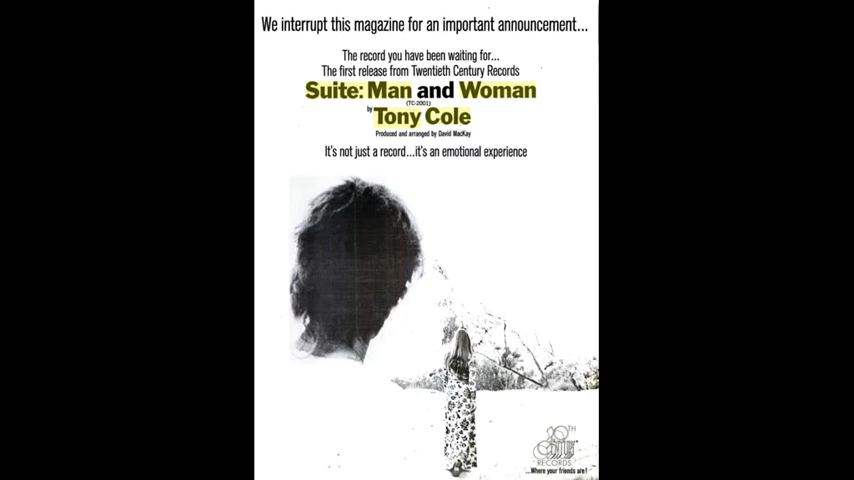 We interrupt this magazine for an important announcement...
The record you have been waiting for...
The first release from Twentieth Century Records
Suite: Man and Woman
(TC-2001)
by Tony Cole
Produced and arranged by David MacKay
It's not just a record...it's an emotional experience
20TH
CENTURY
RECORDS
...Where your friends are!